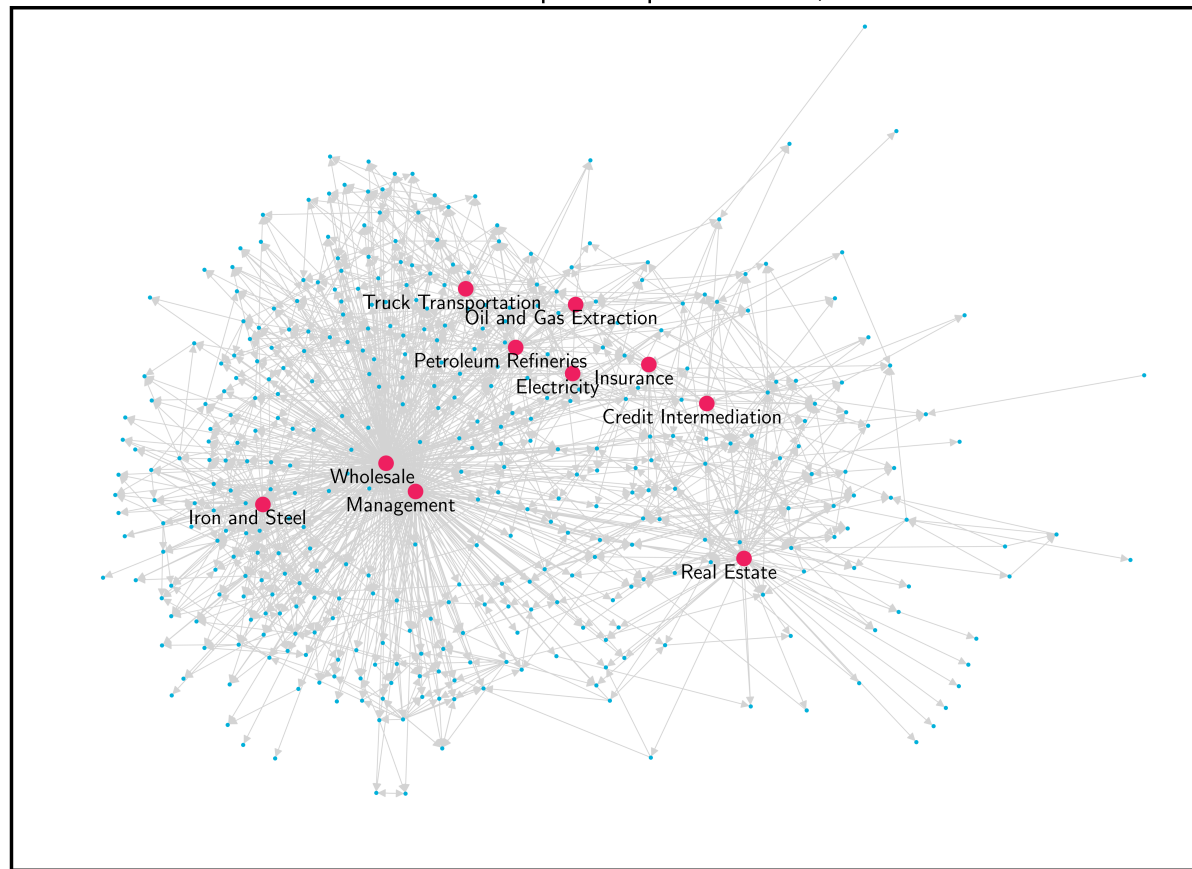 Truck Transportation
Oil and Gas Extraction
Petroleum Refineries
Insurance
Electricity
Credit Intermediation
Wholesale
Management
Iron and Steel
Real Estate